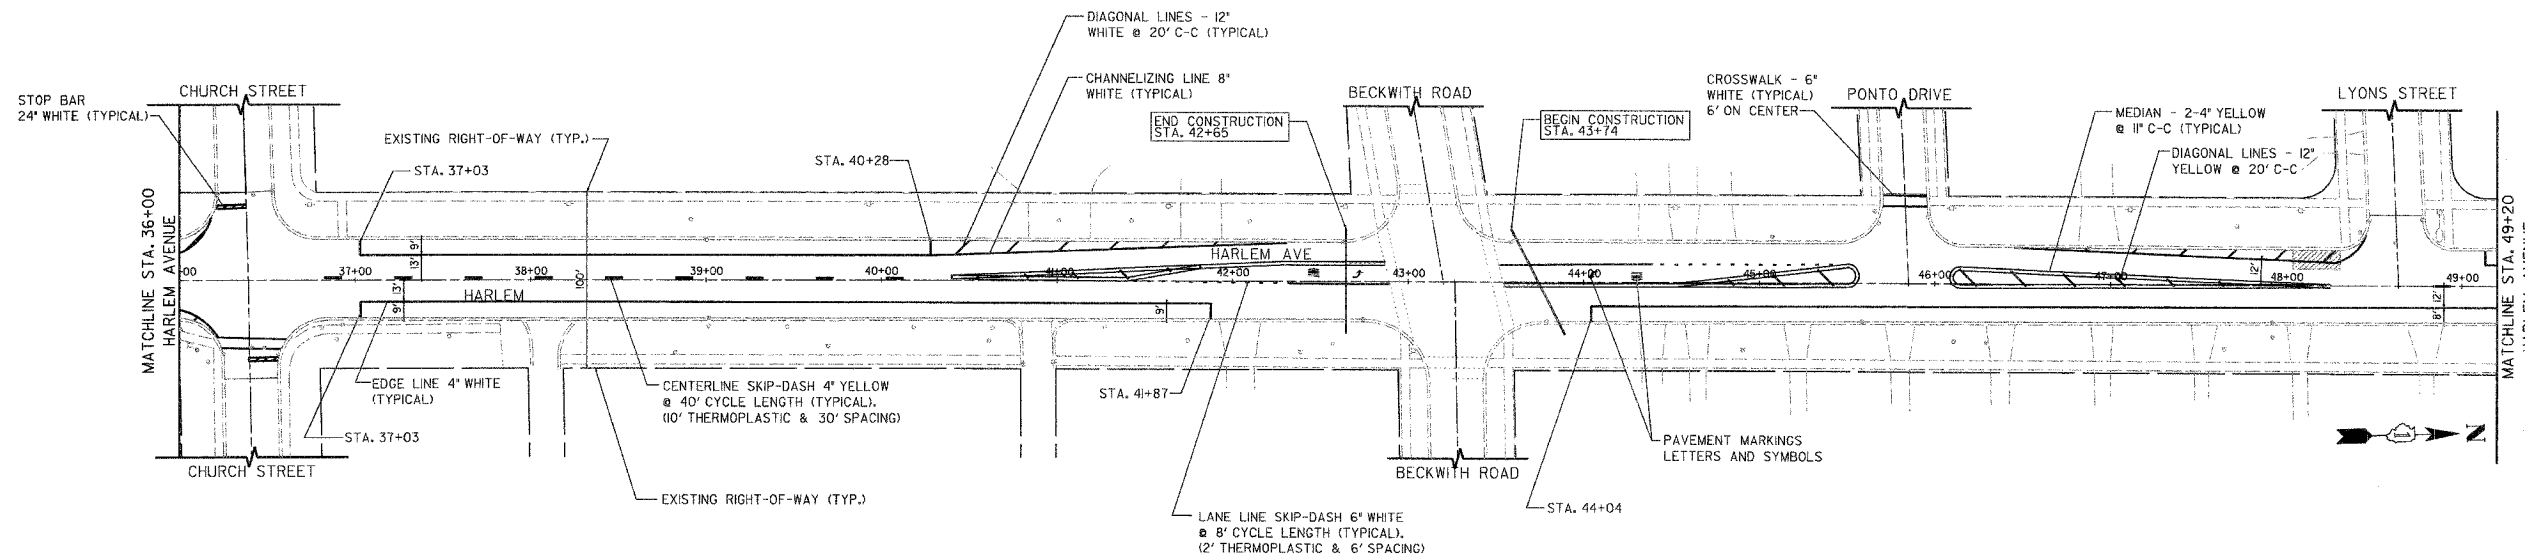 DIAGONAL LINES - 12"
WHITE @ 20' C-C (TYPICAL)
CHANNELIZING LINE 8"
WHITE (TYPICAL)
STOP BAR
24" WHITE (TYPICAL)
CHURCH STREET
EXISTING RIGHT-OF-WAY (TYP.)
STA. 37+03
STA. 40+28
END CONSTRUCTION
STA. 42+65
BECKWITH ROAD
BEGIN CONSTRUCTION
STA. 43+74
CROSSWALK - 6"
WHITE (TYPICAL)
6' ON CENTER
PONTO DRIVE
MEDIAN - 2-4" YELLOW
@ 11" C-C (TYPICAL)
DIAGONAL LINES - 12"
YELLOW @ 20' C-C
LYONS STREET
MATCHLINE STA. 36+00
HARLEM AVENUE
13' 9'
HARLEM AVE
37+00
38+00
39+00
40+00
41+00
42+00
43+00
44+00
45+00
46+00
47+00
48+00
49+00
100'
9' 13'
HARLEM
9'
12'
8' 12'
MATCHLINE STA. 49+20
EDGE LINE 4" WHITE
(TYPICAL)
STA. 37+03
CENTERLINE SKIP-DASH 4" YELLOW
@ 40' CYCLE LENGTH (TYPICAL).
(10' THERMOPLASTIC & 30' SPACING)
STA. 41+87
PAVEMENT MARKINGS
LETTERS AND SYMBOLS
N
CHURCH STREET
BECKWITH ROAD
EXISTING RIGHT-OF-WAY (TYP.)
LANE LINE SKIP-DASH 6" WHITE
@ 8' CYCLE LENGTH (TYPICAL).
(2' THERMOPLASTIC & 6' SPACING)
STA. 44+04